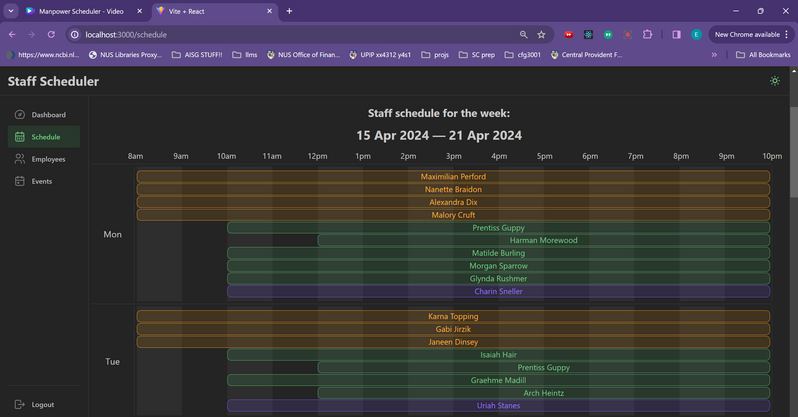 Manpower Scheduler - Video
Vite + React
localhost:3000/schedule
New Chrome available
https://www.ncbi.nl...
NUS Libraries Proxy...
AISG STUFF!!
llms
NUS Office of Finan...
UPIP xx4312 y4s1
projs
SC prep
cfg3001
Central Provident F...
»
All Bookmarks
Staff Scheduler
Dashboard
Schedule
Employees
Events
Logout
Staff schedule for the week:
15 Apr 2024 — 21 Apr 2024
8am 9am 10am 11am 12pm 1pm 2pm 3pm 4pm 5pm 6pm 7pm 8pm 9pm 10pm
Mon
Maximilian Perford
Nanette Braidon
Alexandra Dix
Malory Cruft
Prentiss Guppy
Harman Morewood
Matilde Burling
Morgan Sparrow
Glynda Rushmer
Charin Sneller
Tue
Karna Topping
Gabi Jirzik
Janeen Dinsey
Isaiah Hair
Prentiss Guppy
Graehme Madill
Arch Heintz
Uriah Stanes